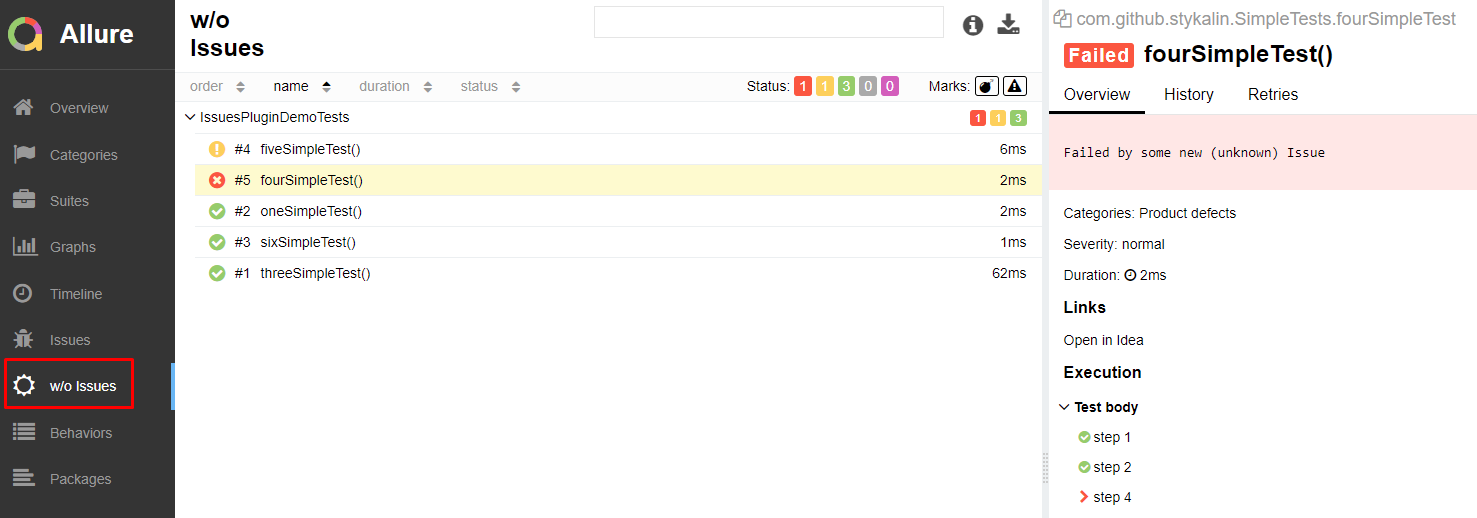 Allure
Overview
Categories
Suites
Graphs
Timeline
Issues
w/o Issues
Behaviors
Packages
w/o
Issues
order name duration status Status: 1 1 3 0 0 Marks:
IssuesPluginDemoTests 1 1 3
#4 fiveSimpleTest() 6ms
#5 fourSimpleTest() 2ms
#2 oneSimpleTest() 2ms
#3 sixSimpleTest() 1ms
#1 threeSimpleTest() 62ms
com.github.stykalin.SimpleTests.fourSimpleTest
Failed fourSimpleTest()
Overview History Retries
Failed by some new (unknown) Issue
Categories: Product defects
Severity: normal
Duration: 2ms
Links
Open in Idea
Execution
Test body
step 1
step 2
step 4